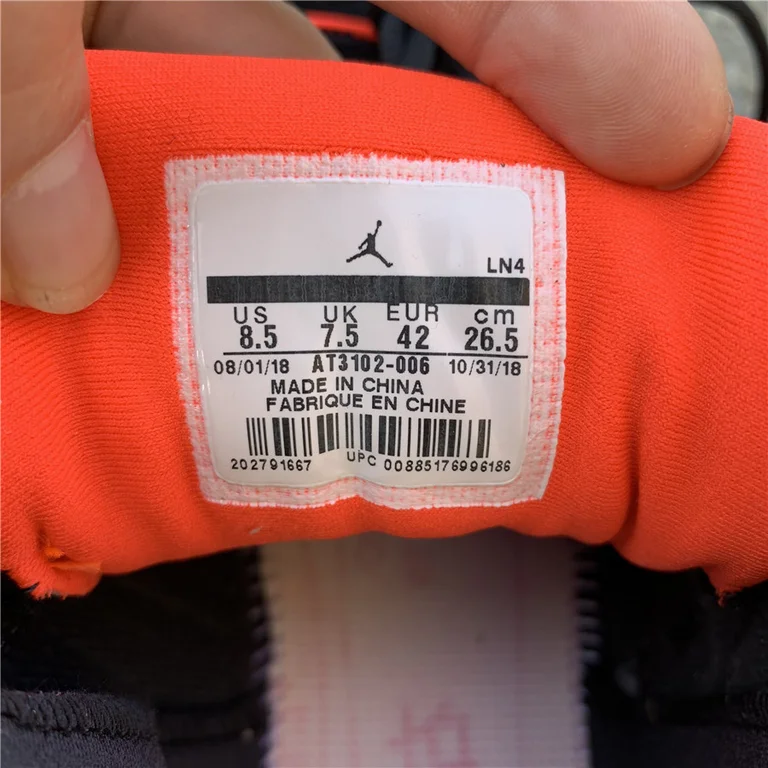 LN4
US UK EUR cm
8.5 7.5 42 26.5
08/01/18 AT3102-006 10/31/18
MADE IN CHINA
FABRIQUE EN CHINE
202791667 UPC 00885176996186